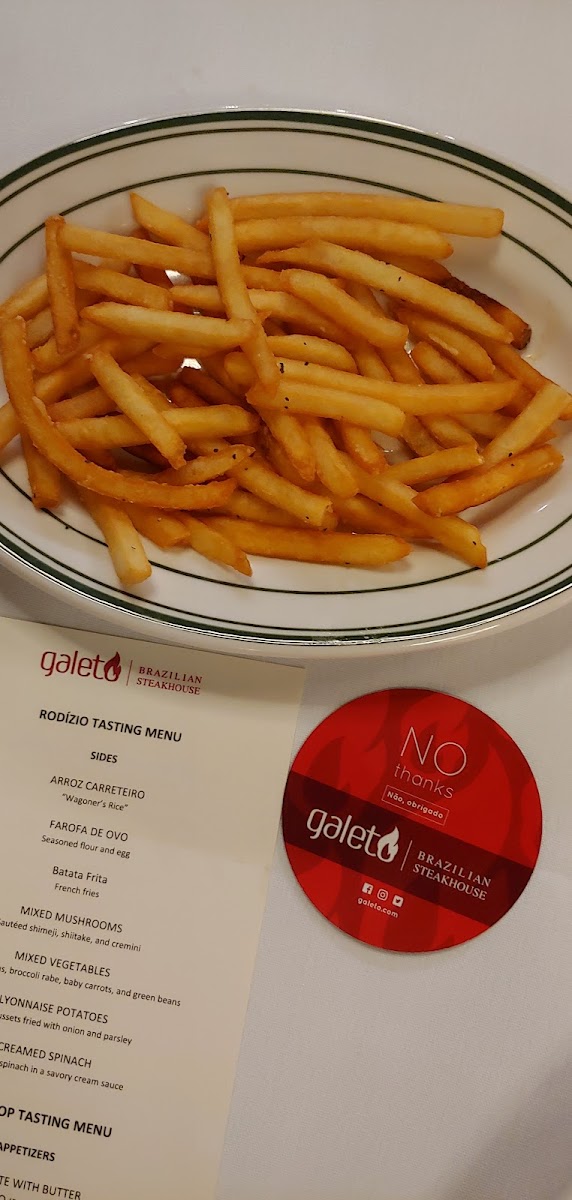 galeto | BRAZILIAN
STEAKHOUSE
RODÍZIO TASTING MENU
SIDES
ARROZ CARRETEIRO
"Wagoner's Rice"
FAROFA DE OVO
Seasoned flour and egg
Batata Frita
French fries
MIXED MUSHROOMS
Sautéed shimeji, shiitake, and cremini
MIXED VEGETABLES
broccoli rabe, baby carrots, and green beans
LYONNAISE POTATOES
fried with onion and parsley
CREAMED SPINACH
spinach in a savory cream sauce
TASTING MENU
APPETIZERS
WITH BUTTER
NO
thanks
Não, obrigado
galeto | BRAZILIAN
STEAKHOUSE
galeto.com